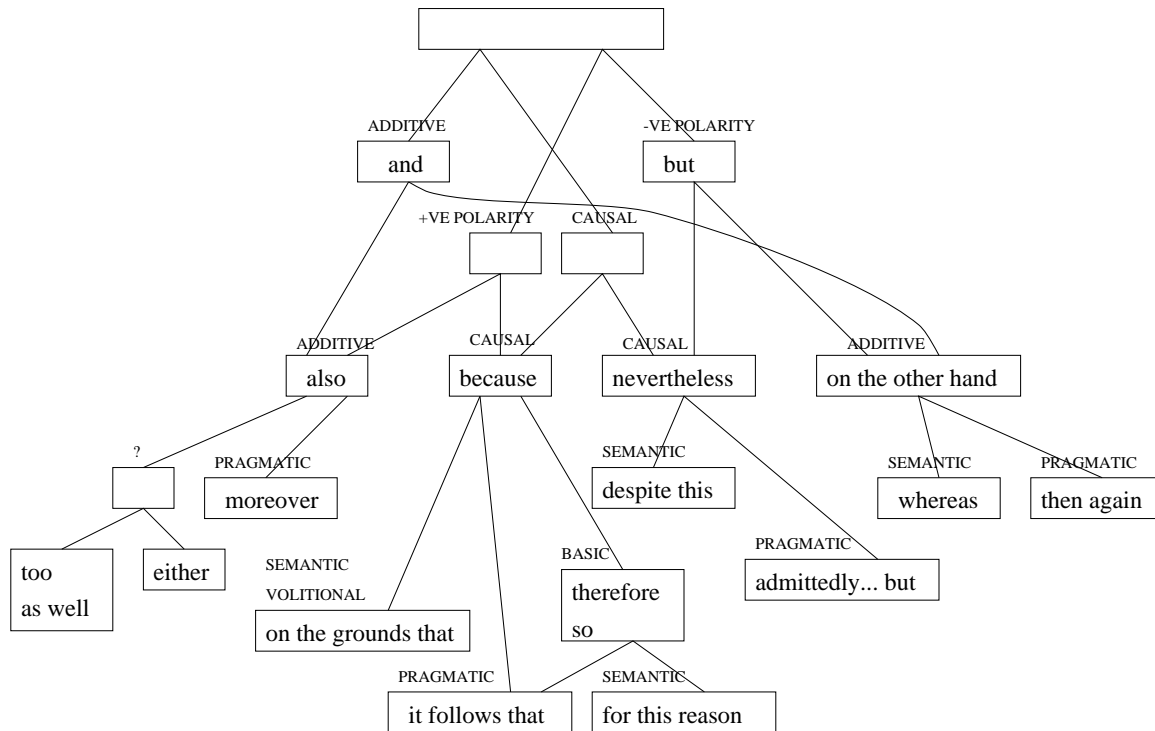 ADDITIVE
-VE POLARITY
and
but
+VE POLARITY
CAUSAL
ADDITIVE
CAUSAL
CAUSAL
ADDITIVE
also
because
nevertheless
on the other hand
?
PRAGMATIC
SEMANTIC
SEMANTIC
PRAGMATIC
moreover
despite this
whereas
then again
too
as well
either
SEMANTIC
VOLITIONAL
on the grounds that
BASIC
therefore
so
PRAGMATIC
admittedly... but
PRAGMATIC
SEMANTIC
it follows that
for this reason